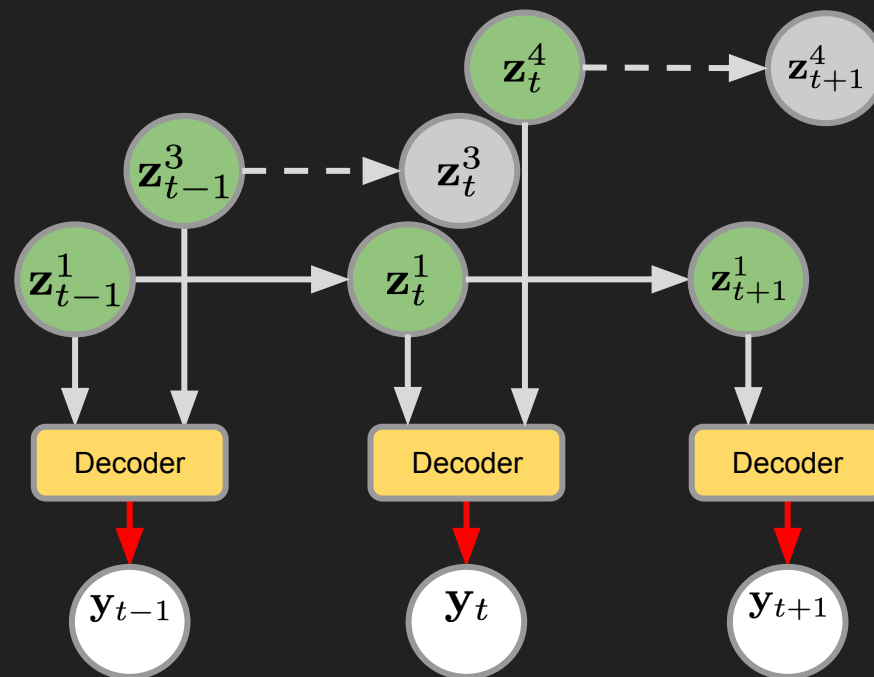 z_t^4 z_{t+1}^4
z_{t-1}^3 z_t^3
z_{t-1}^1 z_t^1 z_{t+1}^1
Decoder Decoder Decoder
y_{t-1} y_t y_{t+1}